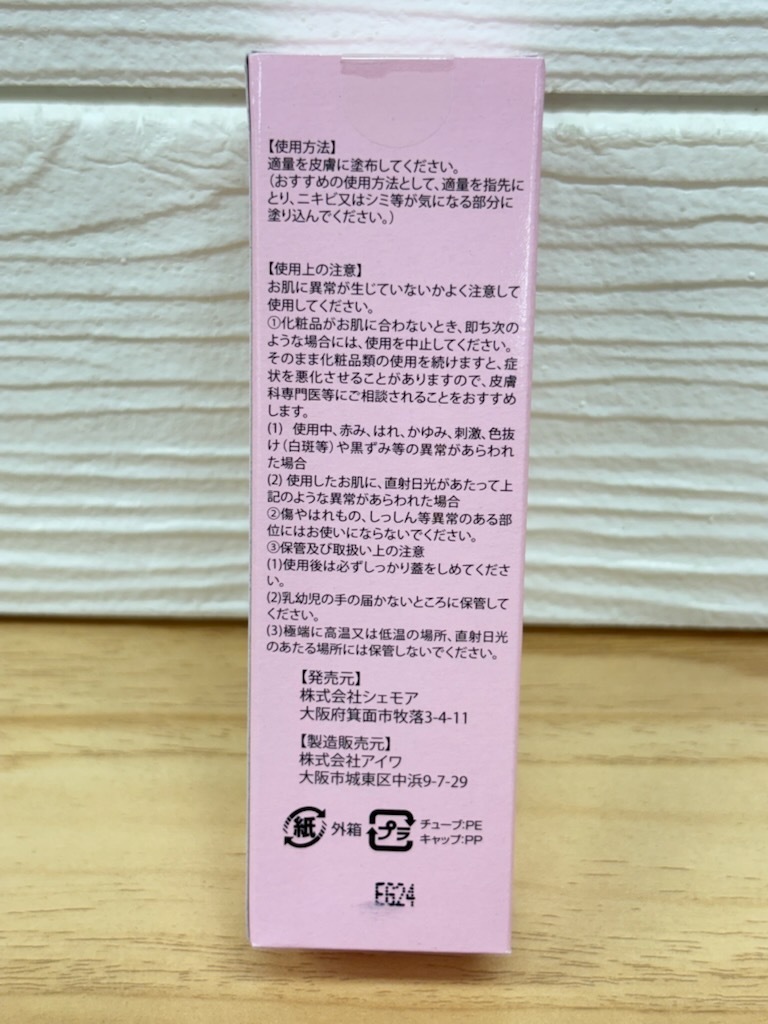 【使用方法】
適量を皮膚に塗布してください。
(おすすめの使用方法として、適量を指先に
とり、ニキビ又はシミ等が気になる部分に
塗り込んでください。)
【使用上の注意】
お肌に異常が生じていないかよく注意して
使用してください。
①化粧品がお肌に合わないとき、即ち次の
ような場合には、使用を中止してください。
そのまま化粧品類の使用を続けますと、症
状を悪化させることがありますので、皮膚
科専門医等にご相談されることをおすすめ
します。
(1) 使用中、赤み、はれ、かゆみ、刺激、色抜
け(白斑等)や黒ずみ等の異常があらわれ
た場合
(2) 使用したお肌に、直射日光があたって上
記のような異常があらわれた場合
②傷やはれもの、しっしん等異常のある部
位にはお使いにならないでください。
③保管及び取扱い上の注意
(1)使用後は必ずしっかり蓋をしめてくださ
い。
(2)乳幼児の手の届かないところに保管して
ください。
(3)極端に高温又は低温の場所、直射日光
のあたる場所には保管しないでください。
【発売元】
株式会社シェモア
大阪府箕面市牧落3-4-11
【製造販売元】
株式会社アイワ
大阪市城東区中浜9-7-29
紙 外箱 プラ チューブ:PE
キャップ:PP
EG24